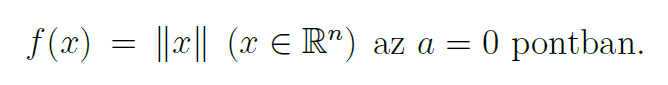 f(x) = ‖x‖ (x ∈ ℝⁿ) az a = 0 pontban.